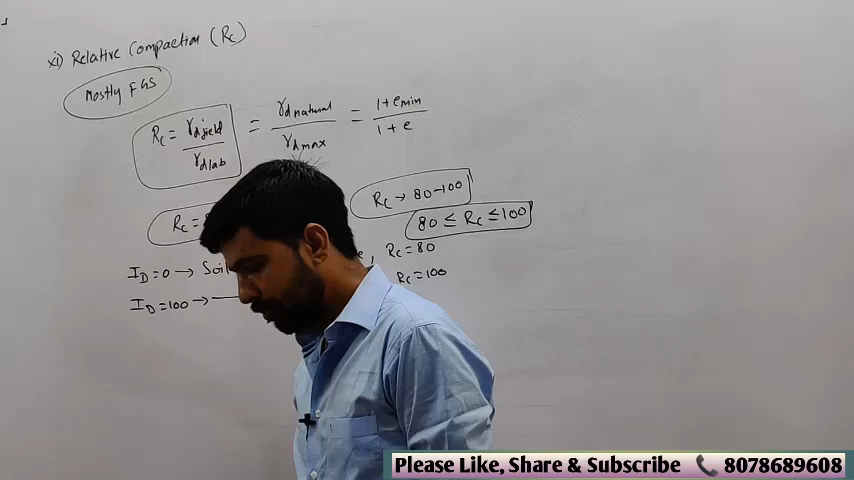 xi) Relative Compaction (Rc)
Mostly FGS
Rc = γd field / γd lab = γd natural / γd max = 1 + e min / 1 + e
Rc → 80-100
Rc =
80 ≤ Rc ≤ 100
ID = 0 → Soil , Rc = 80
ID = 100 → Rc = 100
Please Like, Share & Subscribe 8078689608